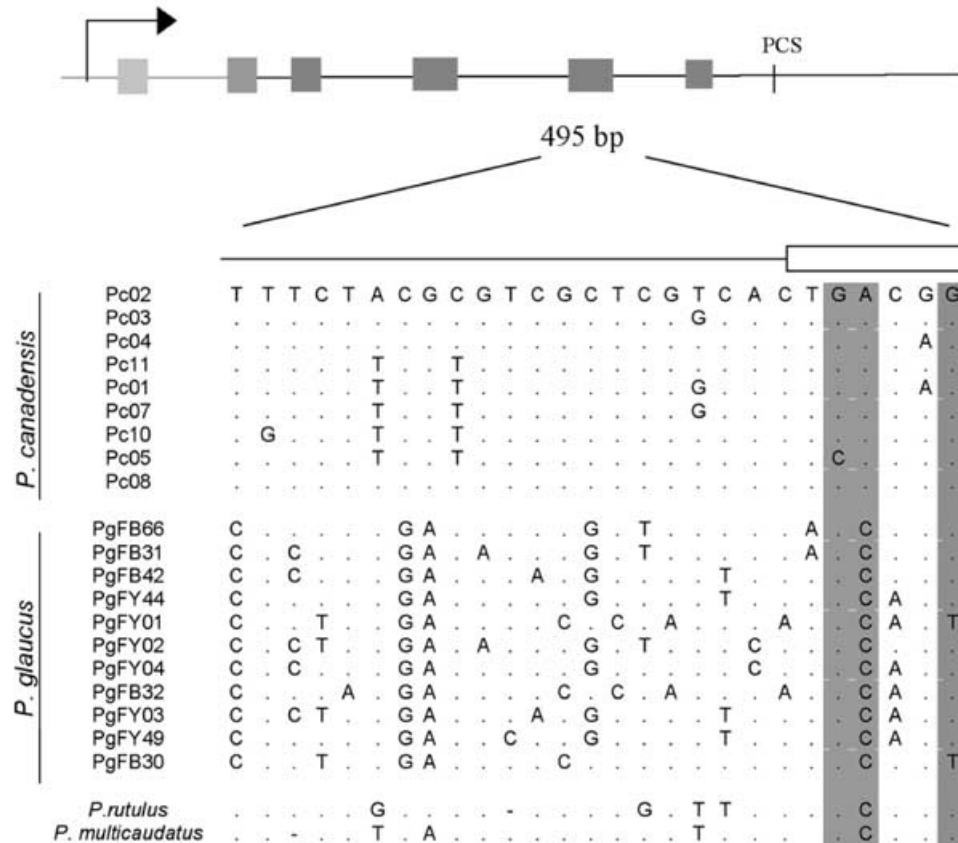 PCS
495 bp
P. canadensis
Pc02 T T T C T A C G C G T C G C T C G T C A C T G A C G G
Pc03 . . . . . . . . . . . . . . . . . G . . . . . . . . .
Pc04 . . . . . . . . . . . . . . . . . . . . . . . . . A .
Pc11 . . . . . T . . T . . . . . . . . . . . . . . . . . .
Pc01 . . . . . T . . T . . . . . . . . G . . . . . . . A .
Pc07 . . . . . T . . T . . . . . . . . G . . . . . . . . .
Pc10 . G . . . T . . T . . . . . . . . . . . . . . . . . .
Pc05 . . . . . T . . T . . . . . . . . . . . . . C . . . .
Pc08 . . . . . . . . . . . . . . . . . . . . . . . . . . .
P. glaucus
PgFB66 C . . . . . G A . . . . . G . T . . . . . A . C . . .
PgFB31 C . C . . . G A . A . . . G . T . . . . . A . C . . .
PgFB42 C . C . . . G A . . . A . G . . . . T . . . . C . . .
PgFY44 C . . . . . G A . . . . . G . . . . T . . . . C A . .
PgFY01 C . . T . . G A . . . . C . C . A . . . A . . C A . T
PgFY02 C . C T . . G A . A . . . G . T . . . C . . . C . . .
PgFY04 C . C . . . G A . . . . . G . . . . . C . . . C A . .
PgFB32 C . . . A . G A . . . . C . C . A . . . A . . C A . .
PgFY03 C . C T . . G A . . . A . G . . . . T . . . . C A . .
PgFY49 C . . . . . G A . . C . . G . . . . T . . . . C A . .
PgFB30 C . . T . . G A . . . . C . . . . . . . . . . C . . T
P.rutulus . . . . . G . . . . - . . . . G . T T . . . . C . . .
P. multicaudatus . . - . . T . A . . . . . . . . . T . . . . . C . . .